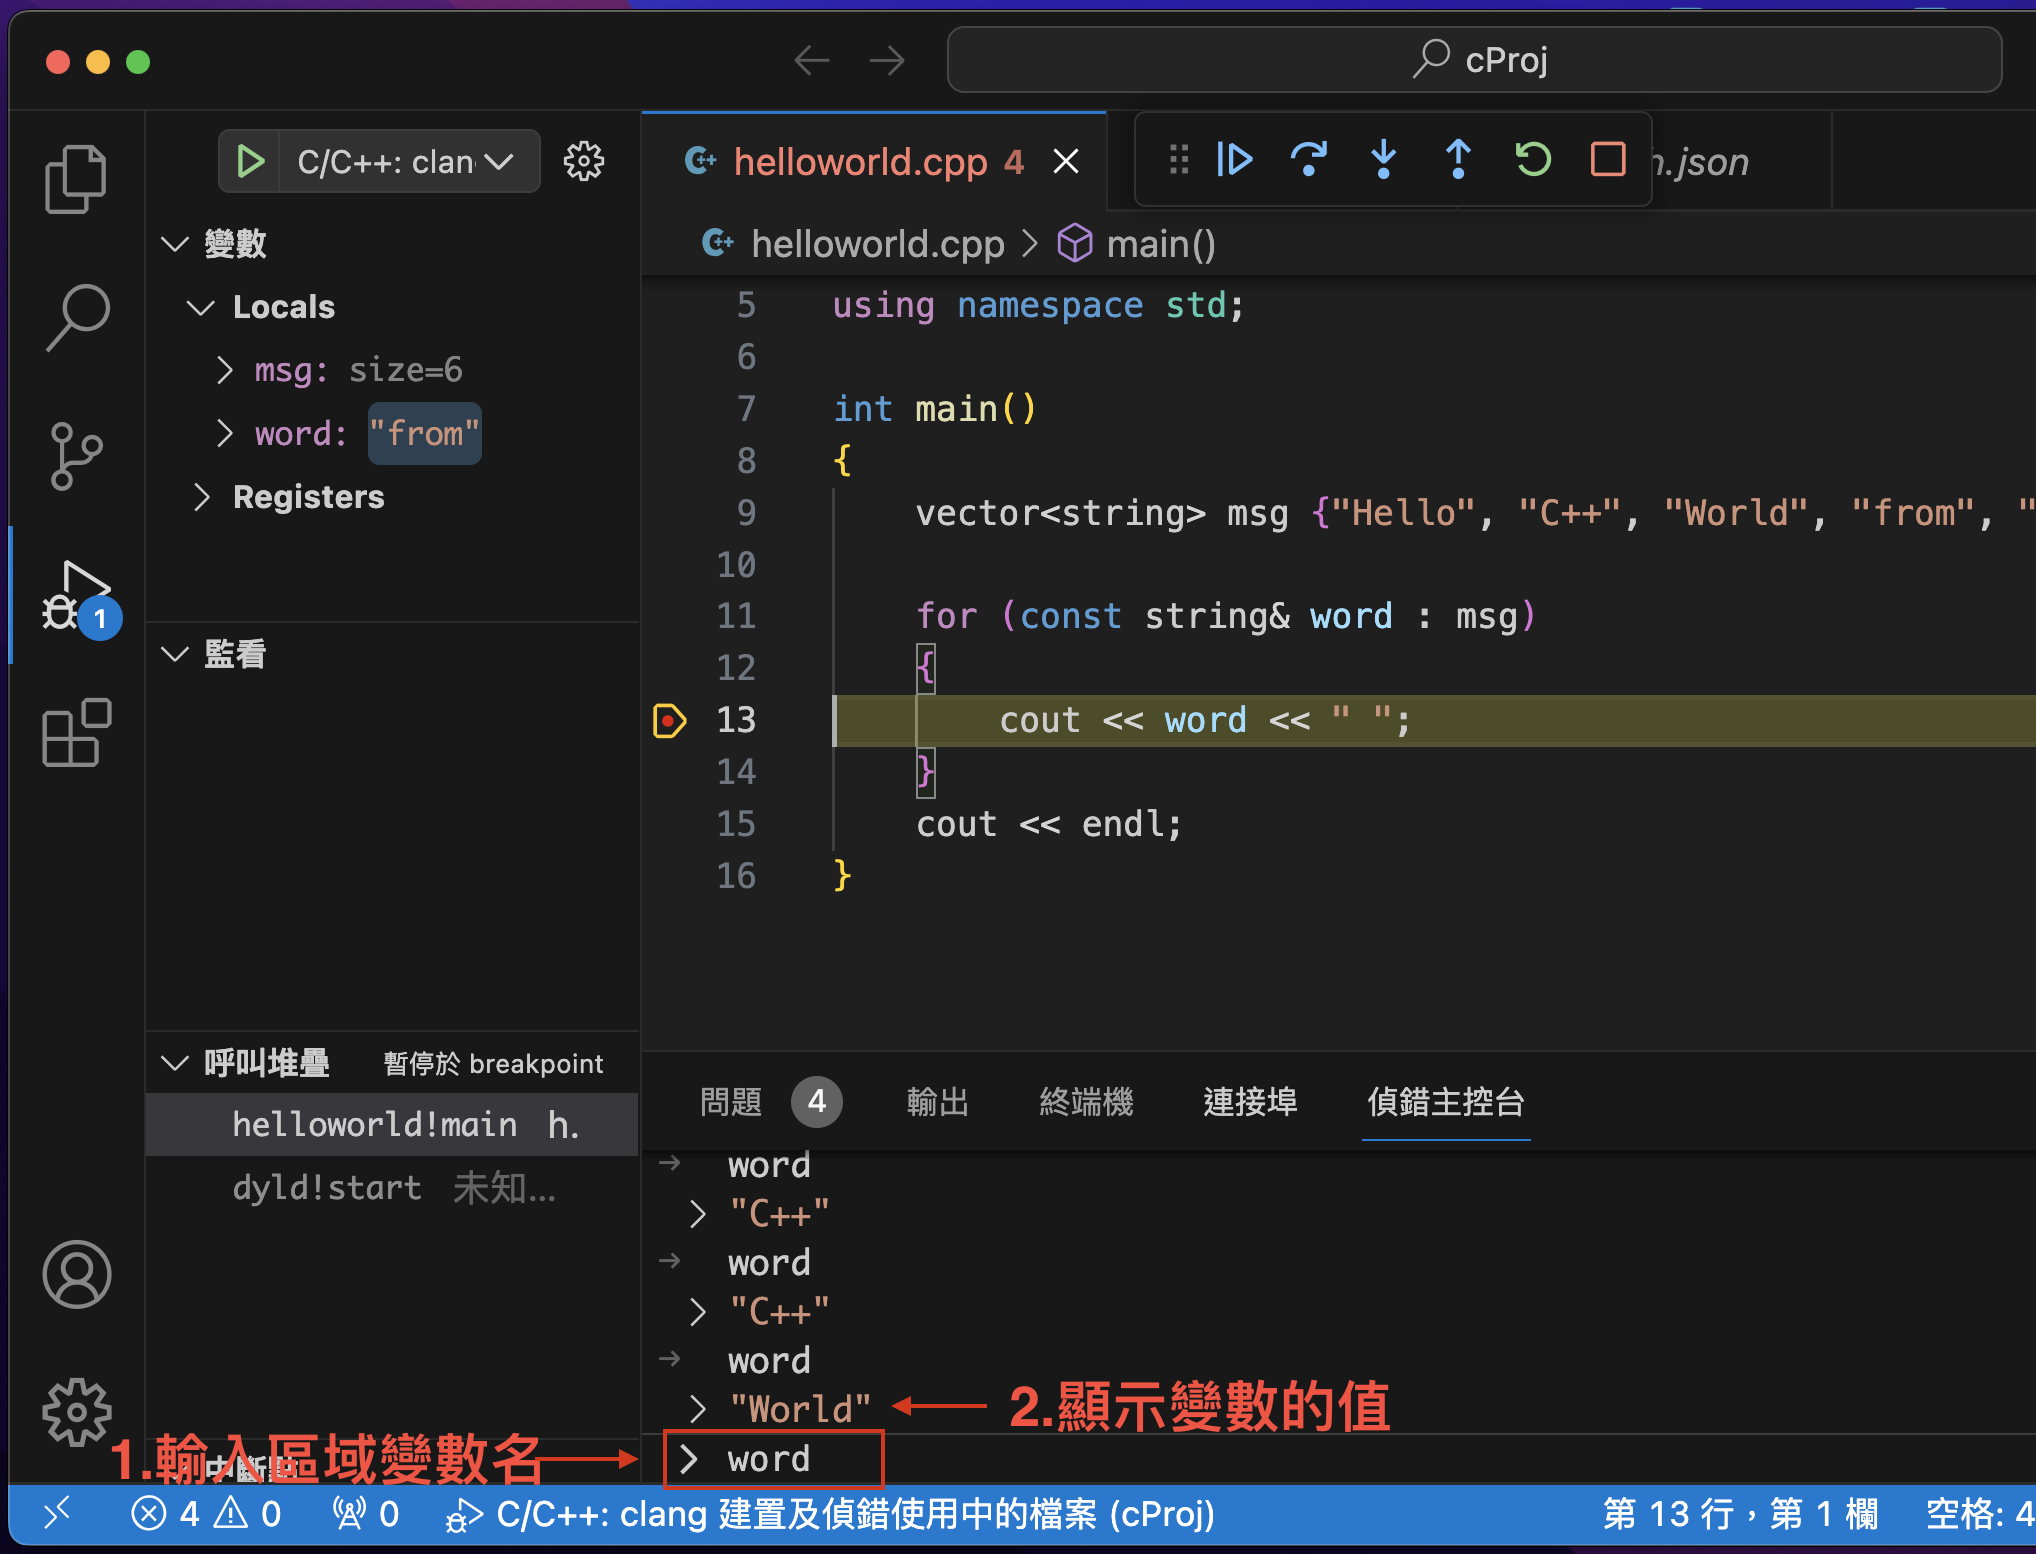 cProj
C/C++: clan
變數
Locals
msg: size=6
word: "from"
Registers
1
監看
呼叫堆疊 暫停於 breakpoint
helloworld!main h.
dyld!start 未知...
helloworld.cpp 4
.json
helloworld.cpp > main()
5 using namespace std;
6
7 int main()
8 {
9 vector<string> msg {"Hello", "C++", "World", "from", "
10
11 for (const string& word : msg)
12 {
13 cout << word << " ";
14 }
15 cout << endl;
16 }
問題 4 輸出 終端機 連接埠 偵錯主控台
word
"C++"
word
"C++"
word
"World"
2.顯示變數的值
1.輸入區域變數名
word
4 0 0 C/C++: clang 建置及偵錯使用中的檔案 (cProj) 第 13 行，第 1 欄 空格: 4